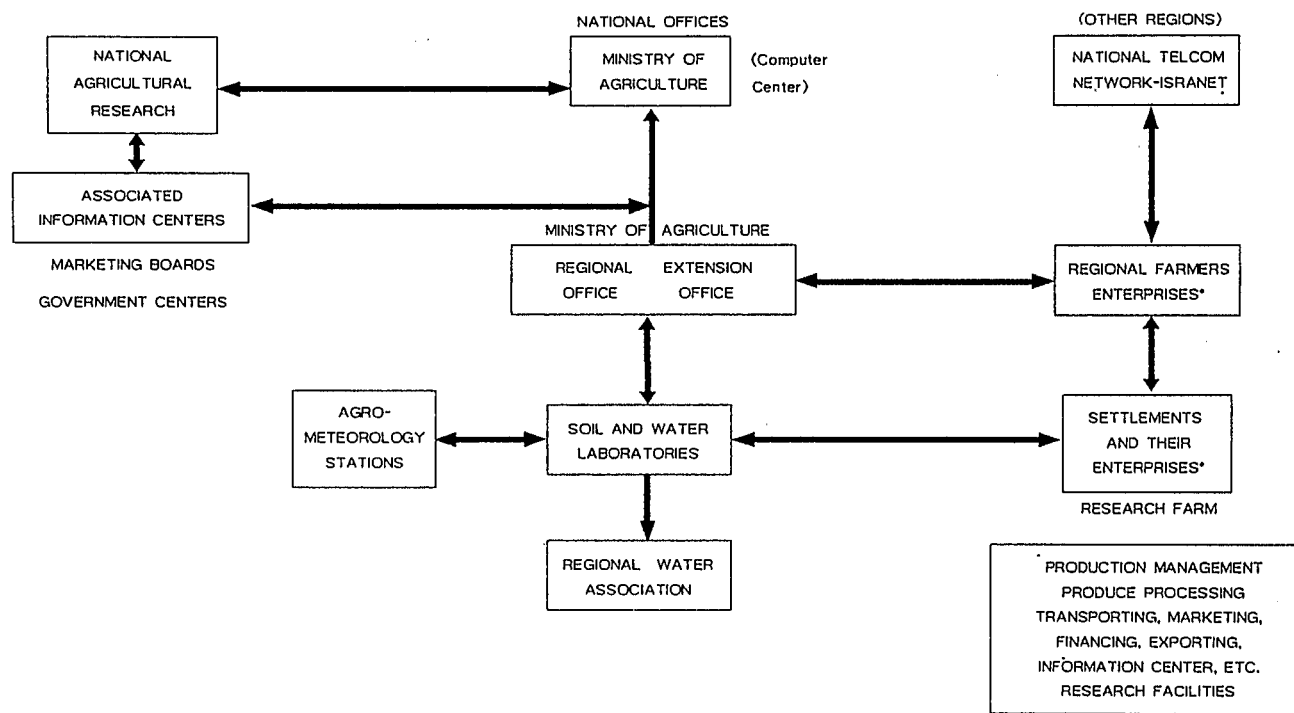 NATIONAL OFFICES
(OTHER REGIONS)
NATIONAL
AGRICULTURAL
RESEARCH
MINISTRY OF
AGRICULTURE
(Computer
Center)
NATIONAL TELCOM
NETWORK-ISRANET
ASSOCIATED
INFORMATION CENTERS
MARKETING BOARDS
GOVERNMENT CENTERS
MINISTRY OF AGRICULTURE
REGIONAL EXTENSION
OFFICE OFFICE
REGIONAL FARMERS
ENTERPRISES*
AGRO-
METEOROLOGY
STATIONS
SOIL AND WATER
LABORATORIES
SETTLEMENTS
AND THEIR
ENTERPRISES*
RESEARCH FARM
REGIONAL WATER
ASSOCIATION
PRODUCTION MANAGEMENT
PRODUCE PROCESSING
TRANSPORTING, MARKETING,
FINANCING, EXPORTING,
INFORMATION CENTER, ETC.
RESEARCH FACILITIES